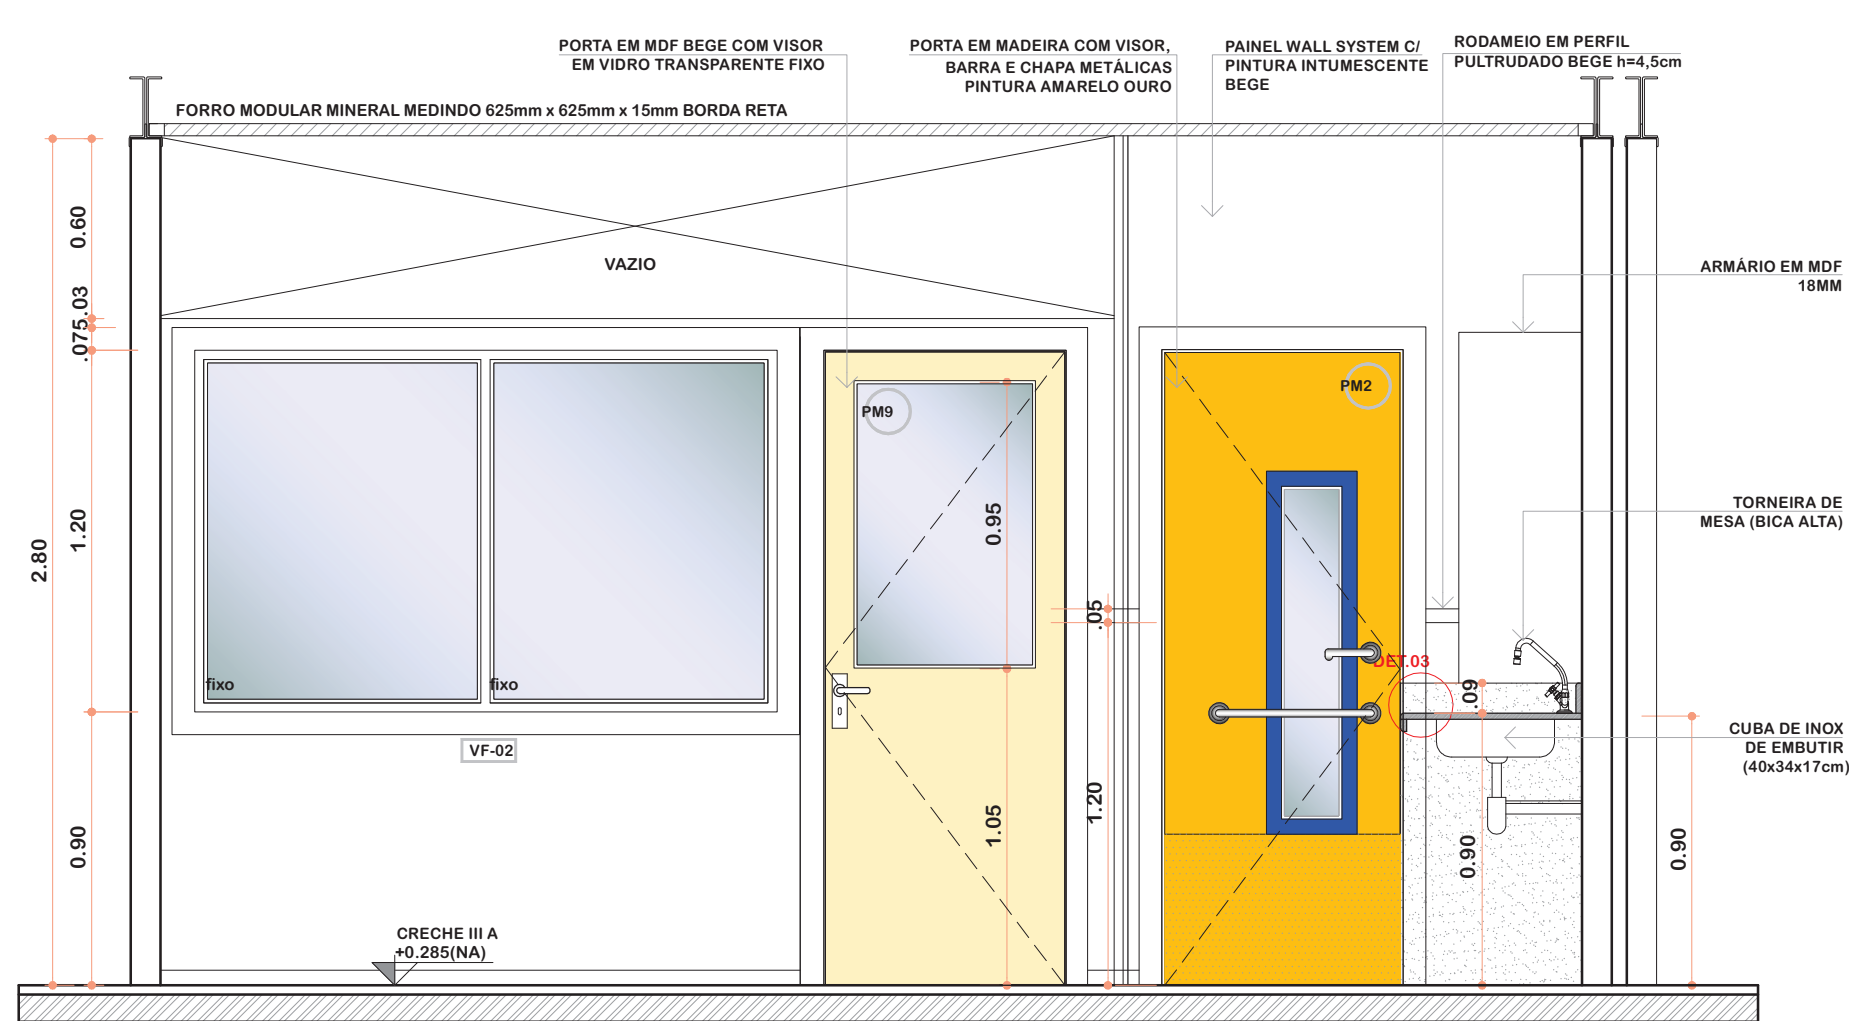 PORTA EM MDF BEGE COM VISOR
EM VIDRO TRANSPARENTE FIXO
PORTA EM MADEIRA COM VISOR,
BARRA E CHAPA METÁLICAS
PINTURA AMARELO OURO
PAINEL WALL SYSTEM C/
PINTURA INTUMESCENTE
BEGE
RODAMEIO EM PERFIL
PULTRUDADO BEGE h=4,5cm
FORRO MODULAR MINERAL MEDINDO 625mm x 625mm x 15mm BORDA RETA
VAZIO
ARMÁRIO EM MDF
18MM
TORNEIRA DE
MESA (BICA ALTA)
CUBA DE INOX
DE EMBUTIR
(40x34x17cm)
2.80
0.60
.03
.075
1.20
0.90
fixo
fixo
VF-02
PM9
0.95
1.05
.05
1.20
PM2
DET.03
.09
0.90
0.90
CRECHE III A
+0.285(NA)